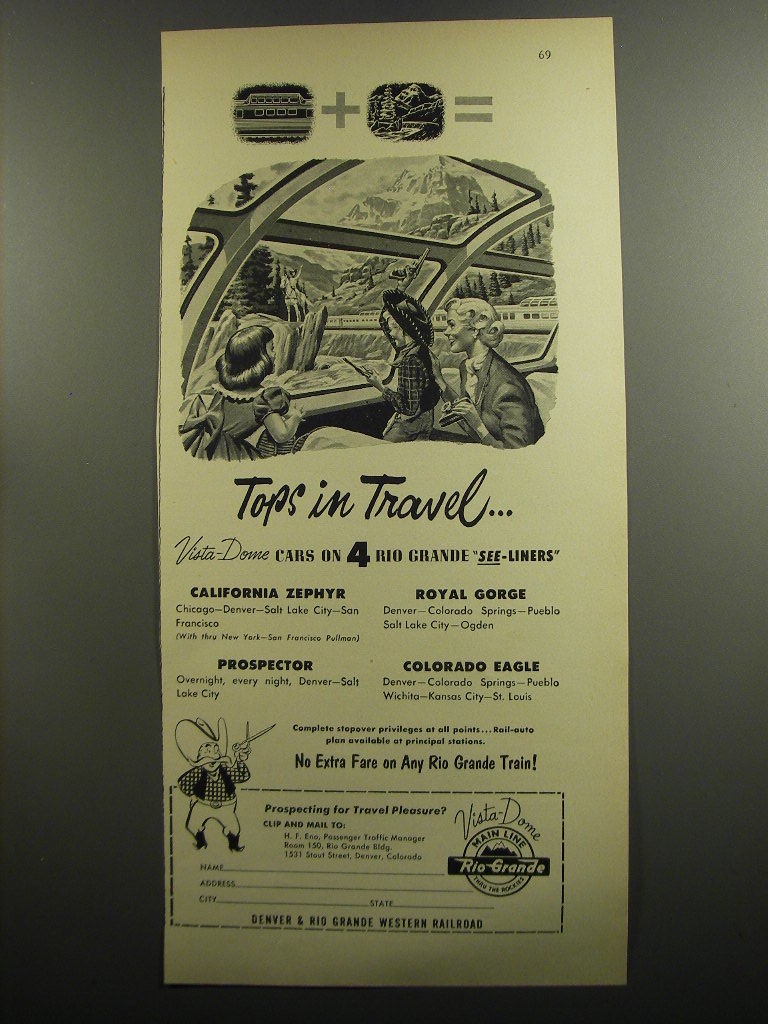 69
Tops in Travel...
Vista-Dome CARS ON 4 RIO GRANDE "SEE-LINERS"
CALIFORNIA ZEPHYR
Chicago—Denver—Salt Lake City—San
Francisco
(With thru New York—San Francisco Pullman)
ROYAL GORGE
Denver—Colorado Springs—Pueblo
Salt Lake City—Ogden
PROSPECTOR
Overnight, every night, Denver—Salt
Lake City
COLORADO EAGLE
Denver—Colorado Springs—Pueblo
Wichita—Kansas City—St. Louis
Complete stopover privileges at all points...Rail-auto
plan available at principal stations.
No Extra Fare on Any Rio Grande Train!
Prospecting for Travel Pleasure?
CLIP AND MAIL TO:
H. F. Eno, Passenger Traffic Manager
Room 150, Rio Grande Bldg.
1531 Stout Street, Denver, Colorado
Vista-Dome
MAIN LINE
Rio Grande
THRU THE ROCKIES
NAME
ADDRESS
CITY STATE
DENVER & RIO GRANDE WESTERN RAILROAD